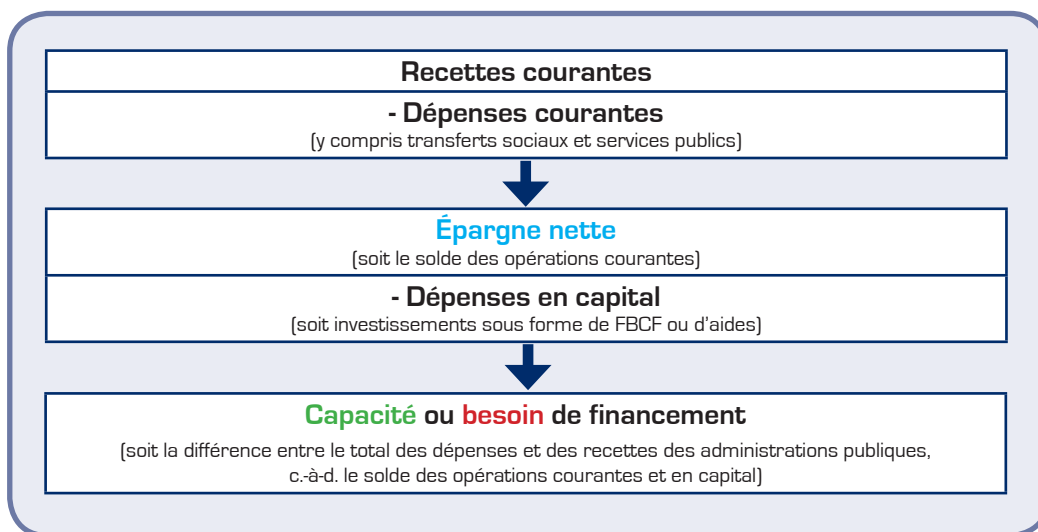 Recettes courantes
- Dépenses courantes
(y compris transferts sociaux et services publics)
Épargne nette
(soit le solde des opérations courantes)
- Dépenses en capital
(soit investissements sous forme de FBCF ou d'aides)
Capacité ou besoin de financement
(soit la différence entre le total des dépenses et des recettes des administrations publiques,
c.-à-d. le solde des opérations courantes et en capital)